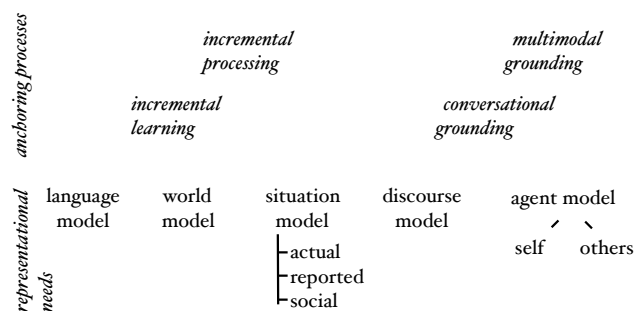 anchoring processes
incremental
processing
multimodal
grounding
incremental
learning
conversational
grounding
representational
needs
language
model
world
model
situation
model
discourse
model
agent model
self
others
actual
reported
social